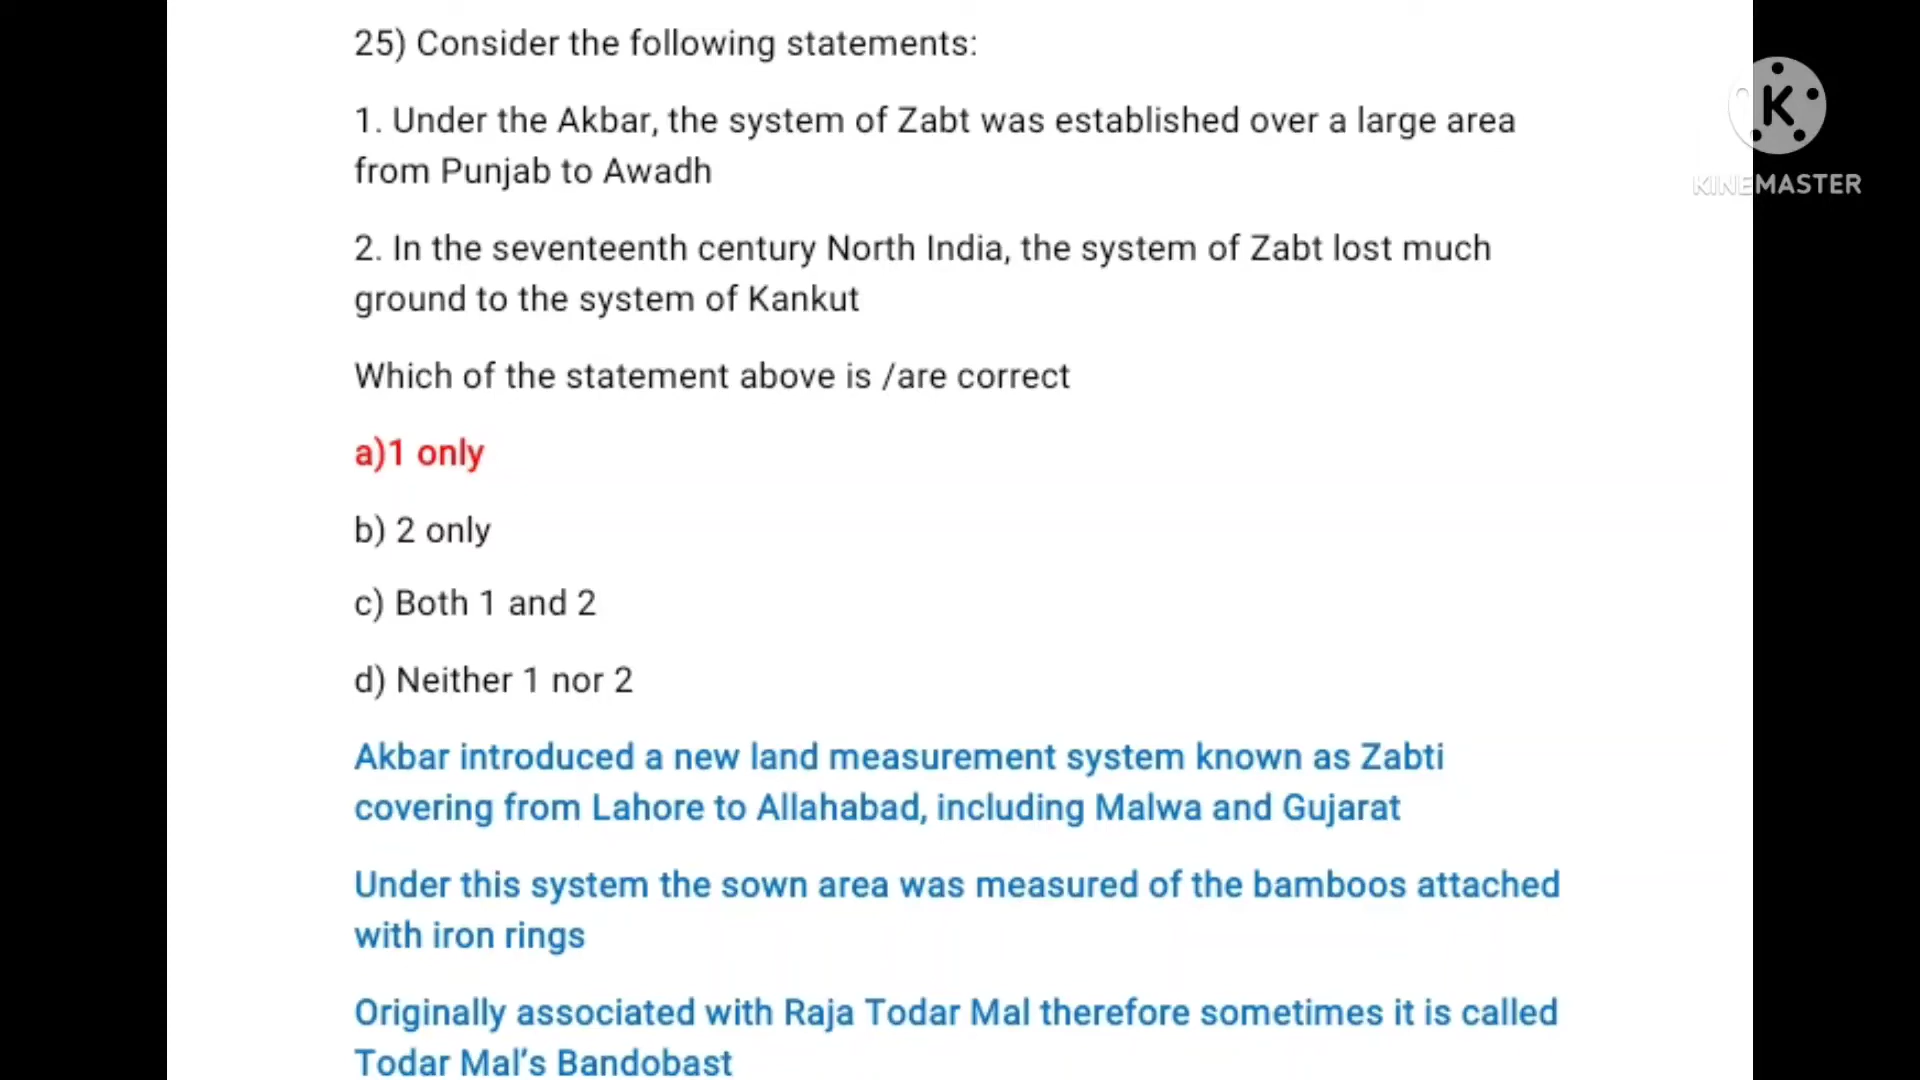 25) Consider the following statements:
1. Under the Akbar, the system of Zabt was established over a large area
from Punjab to Awadh
2. In the seventeenth century North India, the system of Zabt lost much
ground to the system of Kankut
Which of the statement above is /are correct
a)1 only
b) 2 only
c) Both 1 and 2
d) Neither 1 nor 2
Akbar introduced a new land measurement system known as Zabti
covering from Lahore to Allahabad, including Malwa and Gujarat
Under this system the sown area was measured of the bamboos attached
with iron rings
Originally associated with Raja Todar Mal therefore sometimes it is called
Todar Mal's Bandobast
K
KINEMASTER